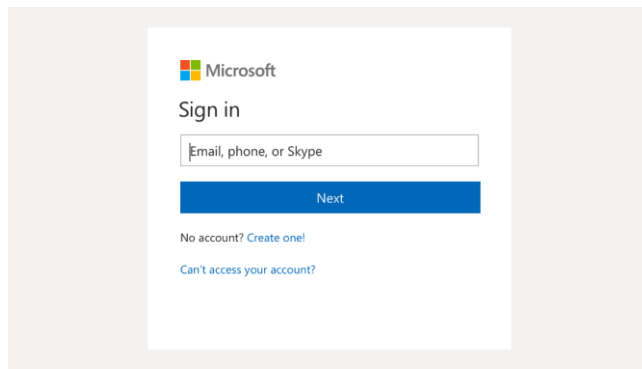 Microsoft
Sign in
Email, phone, or Skype
Next
No account? Create one!
Can't access your account?